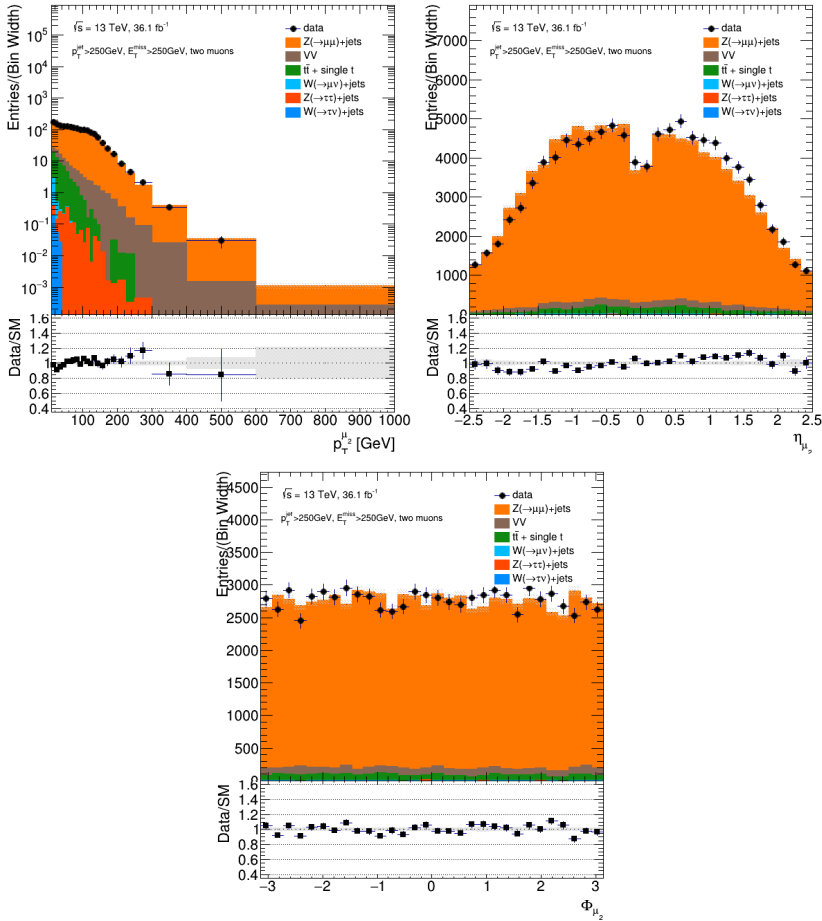 √s = 13 TeV, 36.1 fb⁻¹
p_T^jet >250GeV, E_T^miss >250GeV, two muons
data
Z(→μμ)+jets
VV
tt̄ + single t
W(→μν)+jets
Z(→ττ)+jets
W(→τν)+jets
Entries/(Bin Width)
10⁵
10⁴
10³
10²
10
1
10⁻¹
10⁻²
10⁻³
Data/SM
1.6
1.4
1.2
1
0.8
0.6
0.4
100 200 300 400 500 600 700 800 900 1000
p_T^μ₂ [GeV]
√s = 13 TeV, 36.1 fb⁻¹
p_T^jet >250GeV, E_T^miss >250GeV, two muons
data
Z(→μμ)+jets
VV
tt̄ + single t
W(→μν)+jets
Z(→ττ)+jets
W(→τν)+jets
Entries/(Bin Width)
7000
6000
5000
4000
3000
2000
1000
0
Data/SM
1.6
1.4
1.2
1
0.8
0.6
0.4
−2.5 −2 −1.5 −1 −0.5 0 0.5 1 1.5 2 2.5
η_μ₂
√s = 13 TeV, 36.1 fb⁻¹
p_T^jet >250GeV, E_T^miss >250GeV, two muons
data
Z(→μμ)+jets
VV
tt̄ + single t
W(→μν)+jets
Z(→ττ)+jets
W(→τν)+jets
Entries/(Bin Width)
4500
4000
3500
3000
2500
2000
1500
1000
500
0
Data/SM
1.6
1.4
1.2
1
0.8
0.6
0.4
−3 −2 −1 0 1 2 3
Φ_μ₂